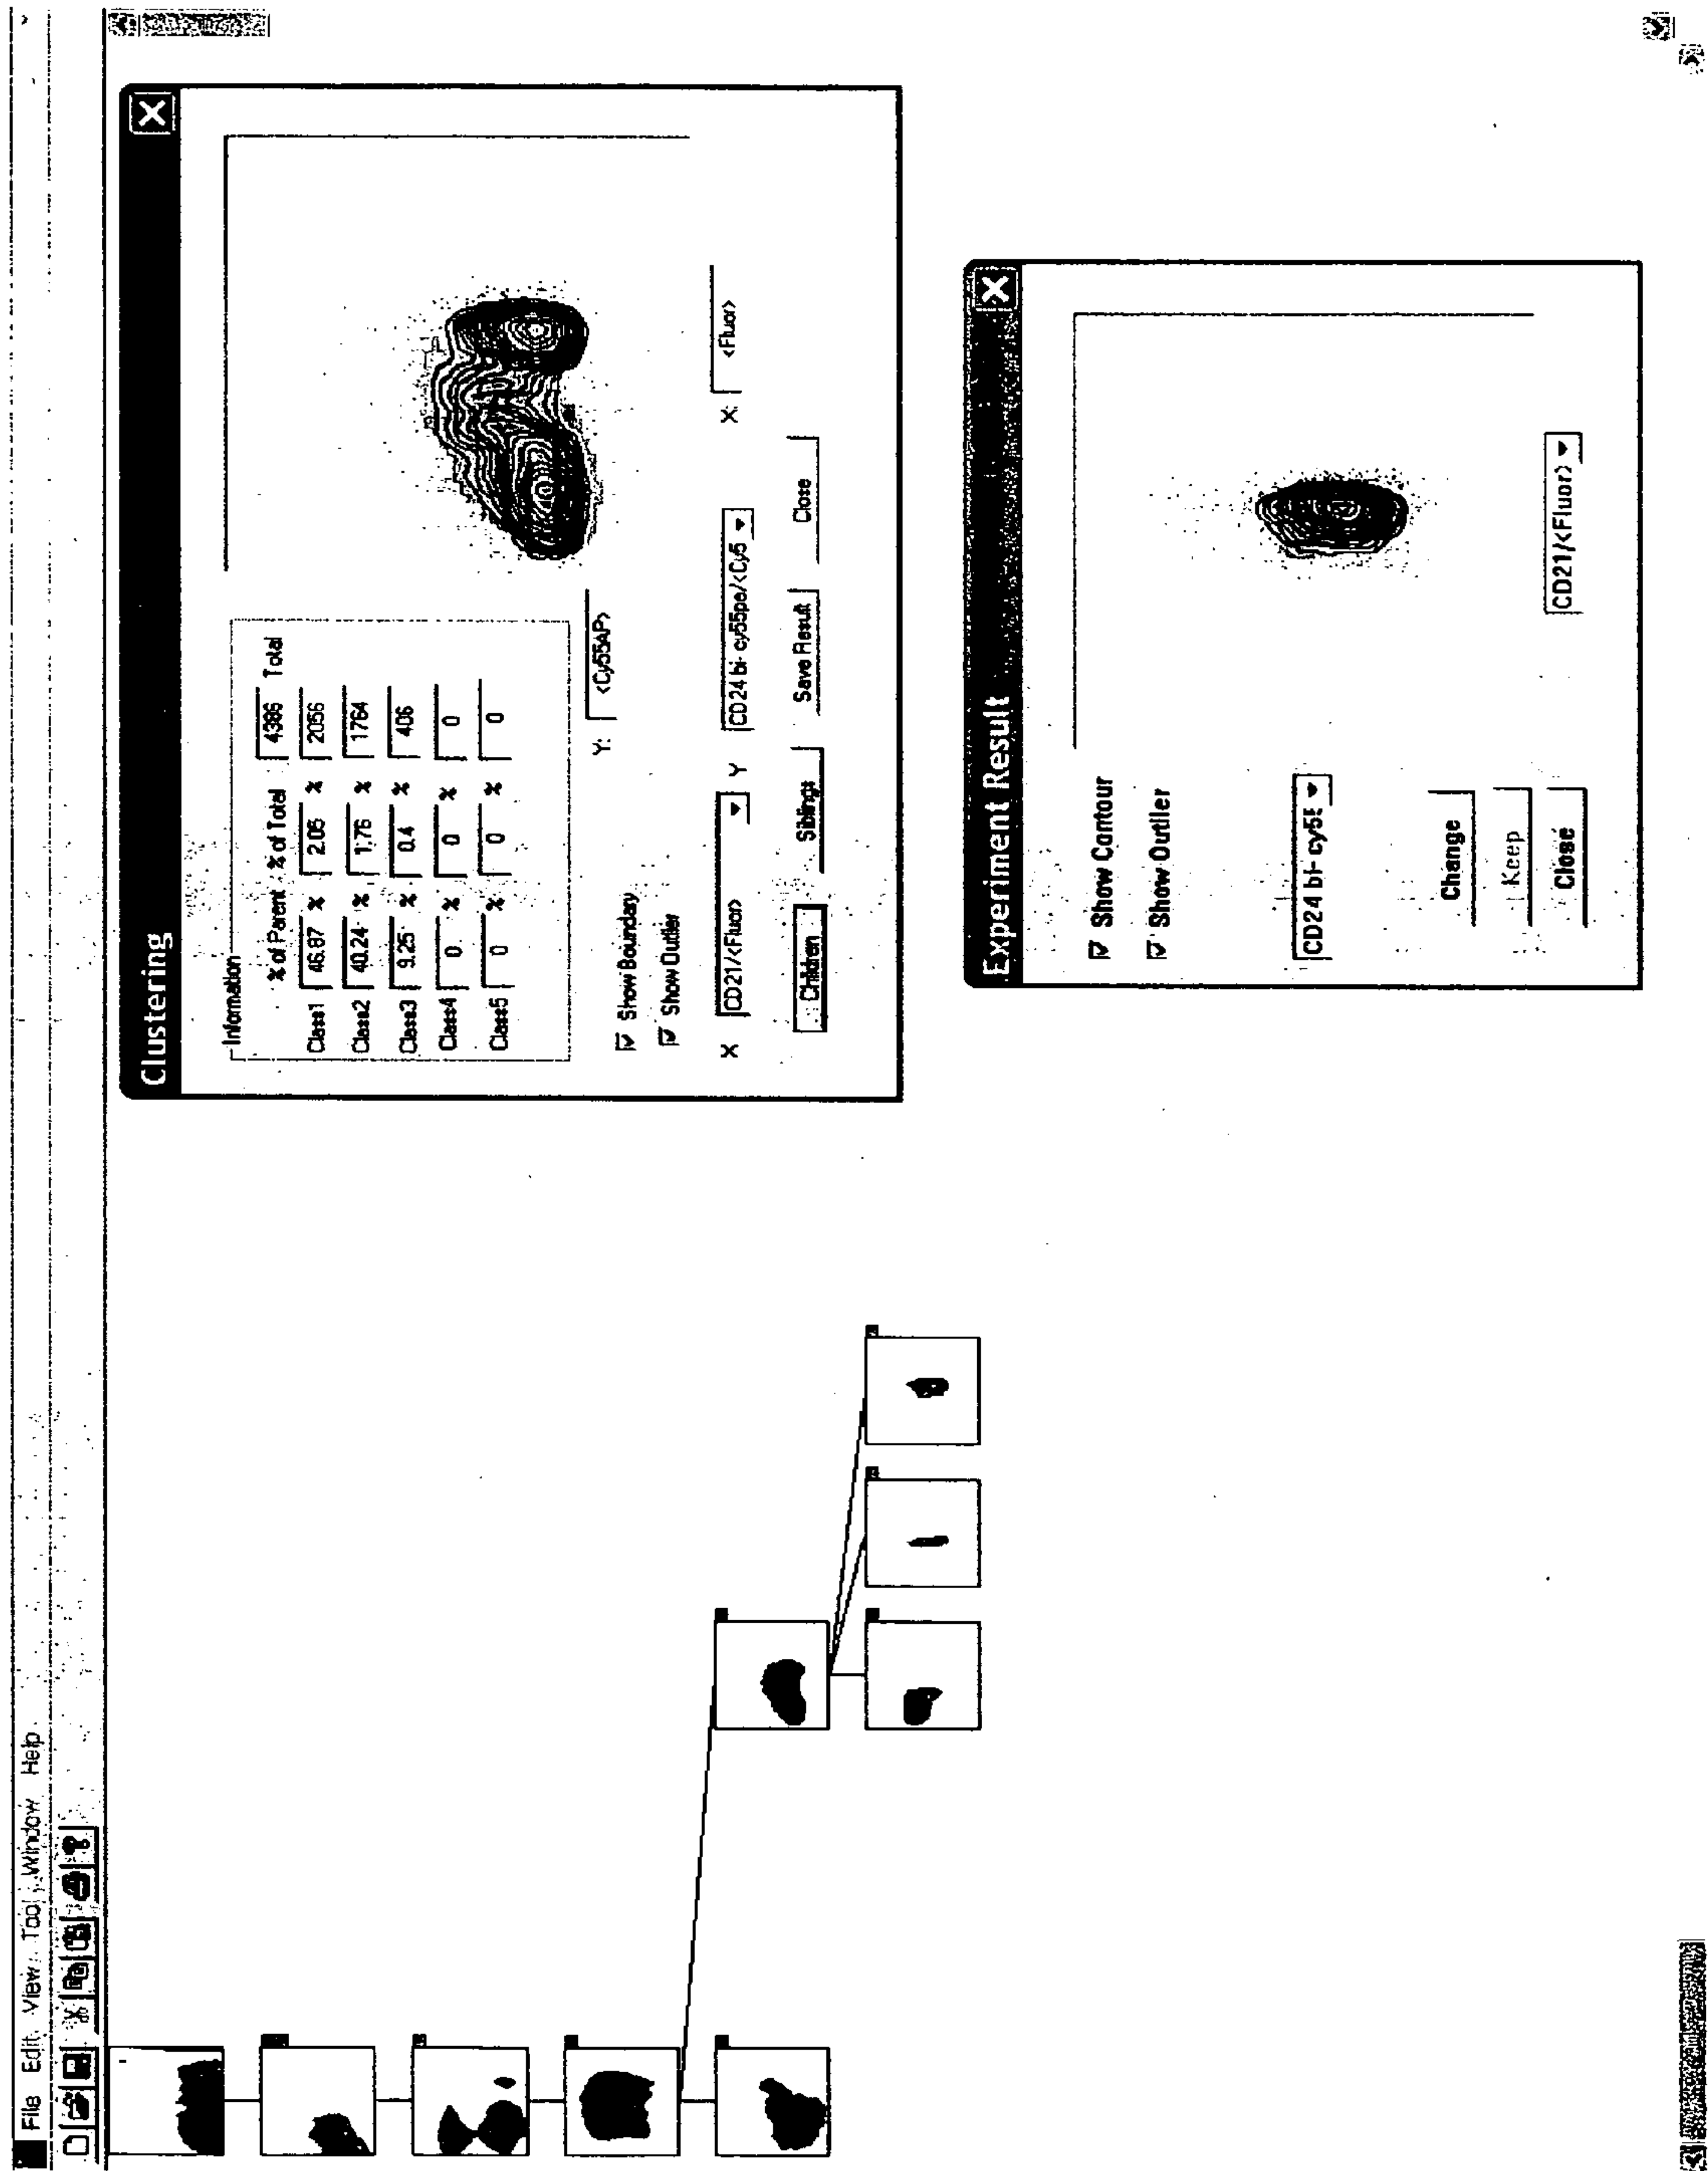 File Edit View Tool Window Help
Clustering
Information
% of Parent % of Total 4386 Total
Class1 46.87 % 2.05 % 2056
Class2 40.24 % 1.76 % 1764
Class3 9.25 % 0.4 % 406
Class4 0 % 0 % 0
Class5 0 % 0 % 0
Show Boundary
Show Outlier
Y: <Cy55AP>
X: <Fluor>
X CD21/<Fluor> Y CD24 bi- cy55pe/<Cy5
Children Siblings Save Result Close
Experiment Result
Show Contour
Show Outlier
CD24 bi- cy55
CD21/<Fluor>
Change
Keep
Close